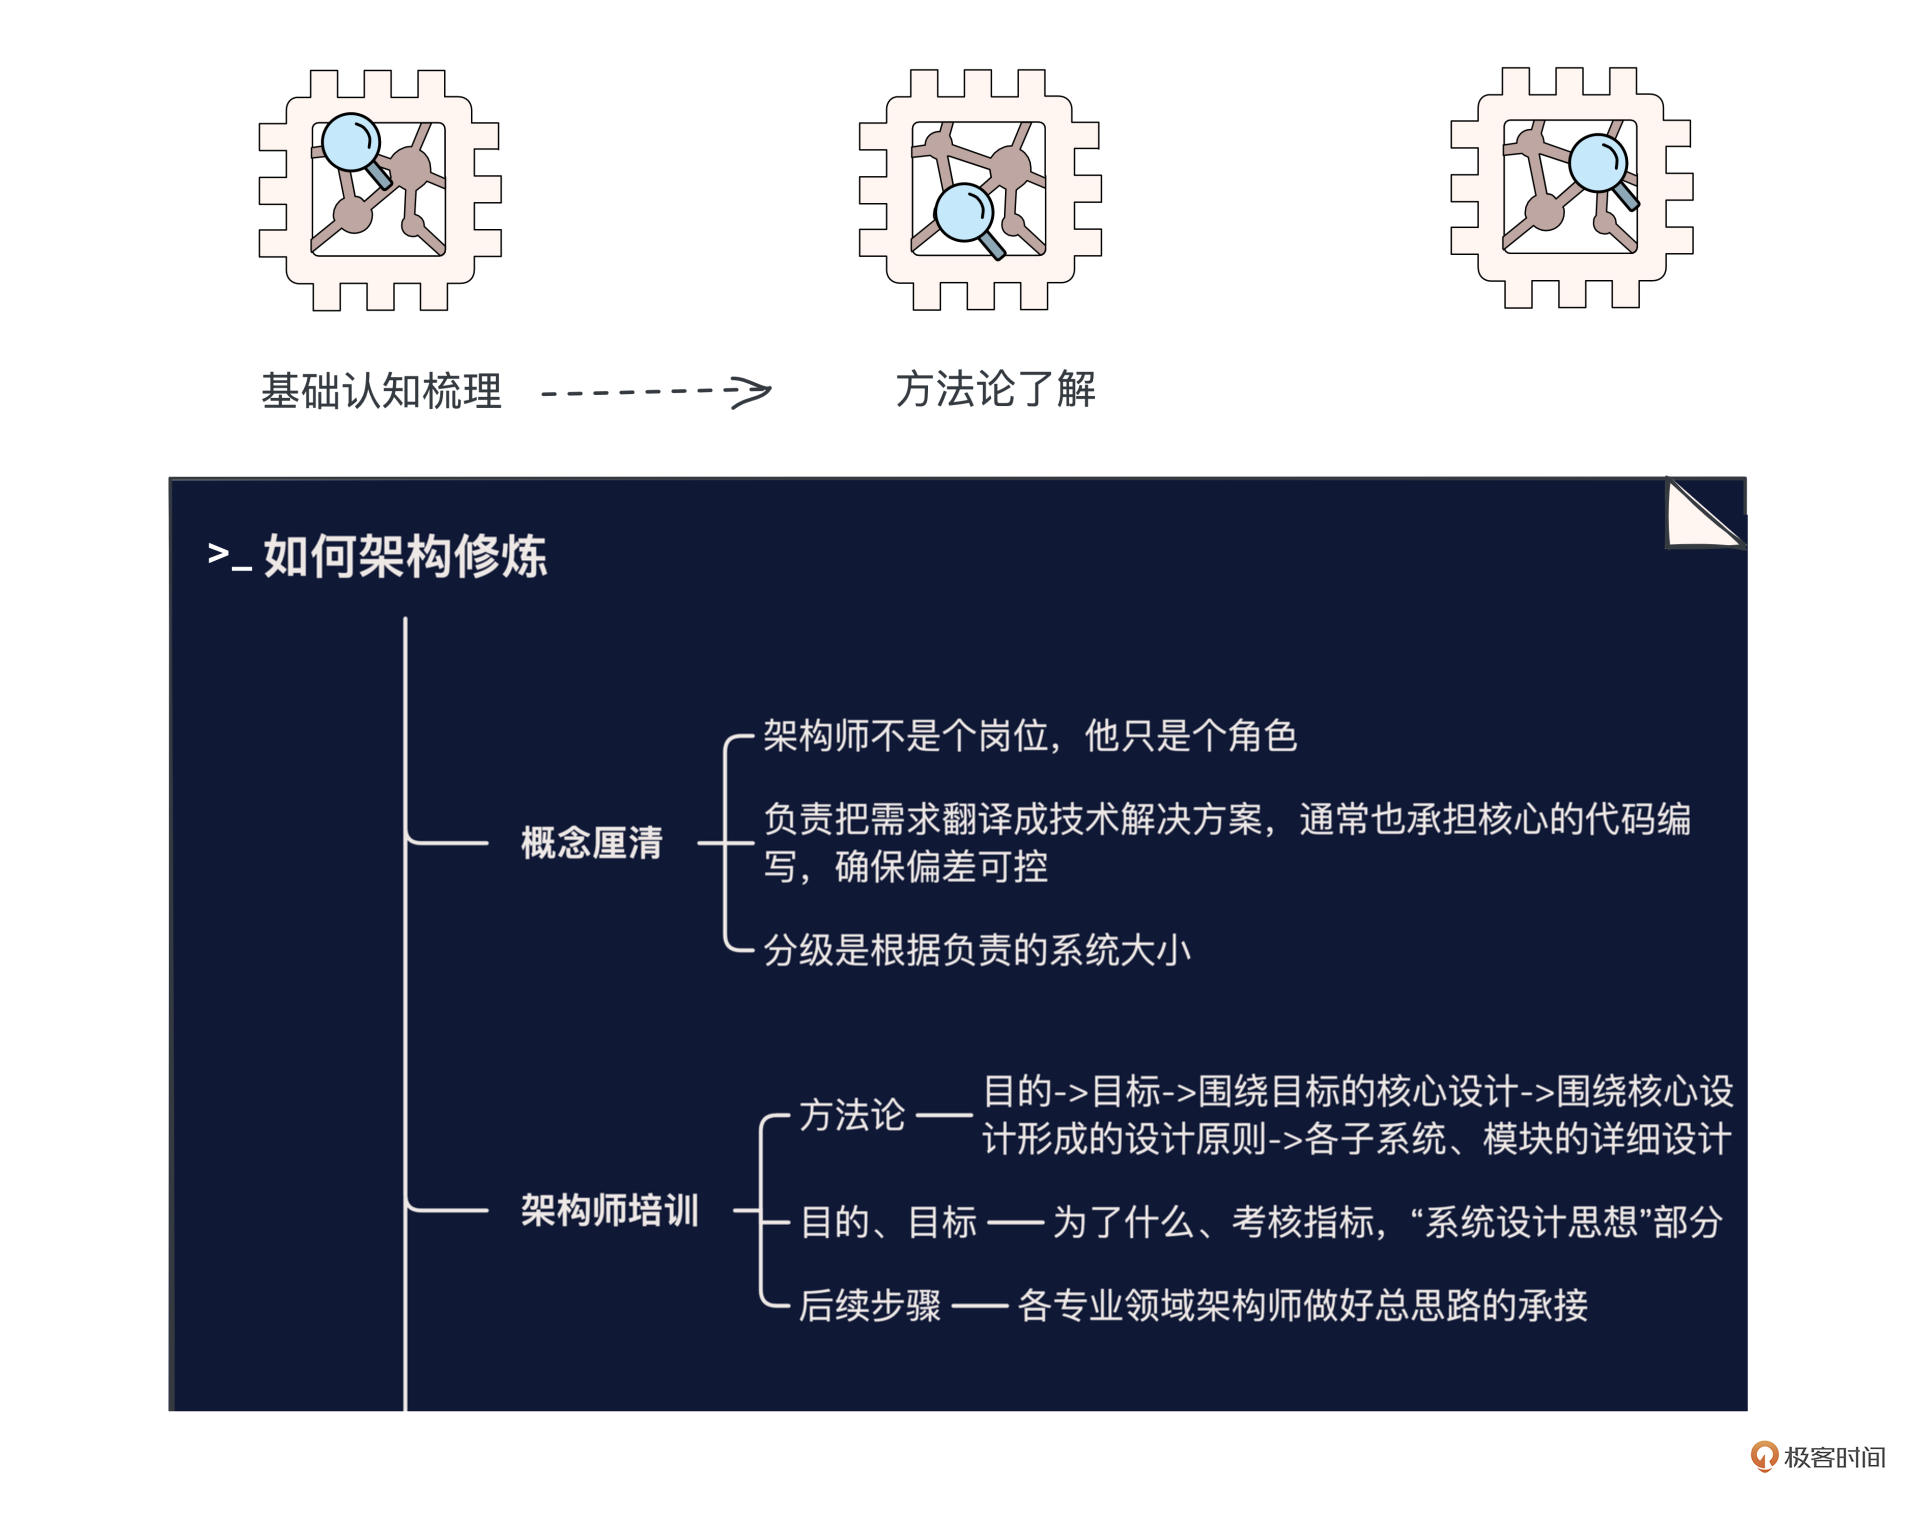 基础认知梳理
方法论了解
>_ 如何架构修炼
架构师不是个岗位，他只是个角色
概念厘清
负责把需求翻译成技术解决方案，通常也承担核心的代码编
写，确保偏差可控
分级是根据负责的系统大小
方法论
目的->目标->围绕目标的核心设计->围绕核心设
计形成的设计原则->各子系统、模块的详细设计
架构师培训
目的、目标
为了什么、考核指标，“系统设计思想”部分
后续步骤
各专业领域架构师做好总思路的承接
极客时间